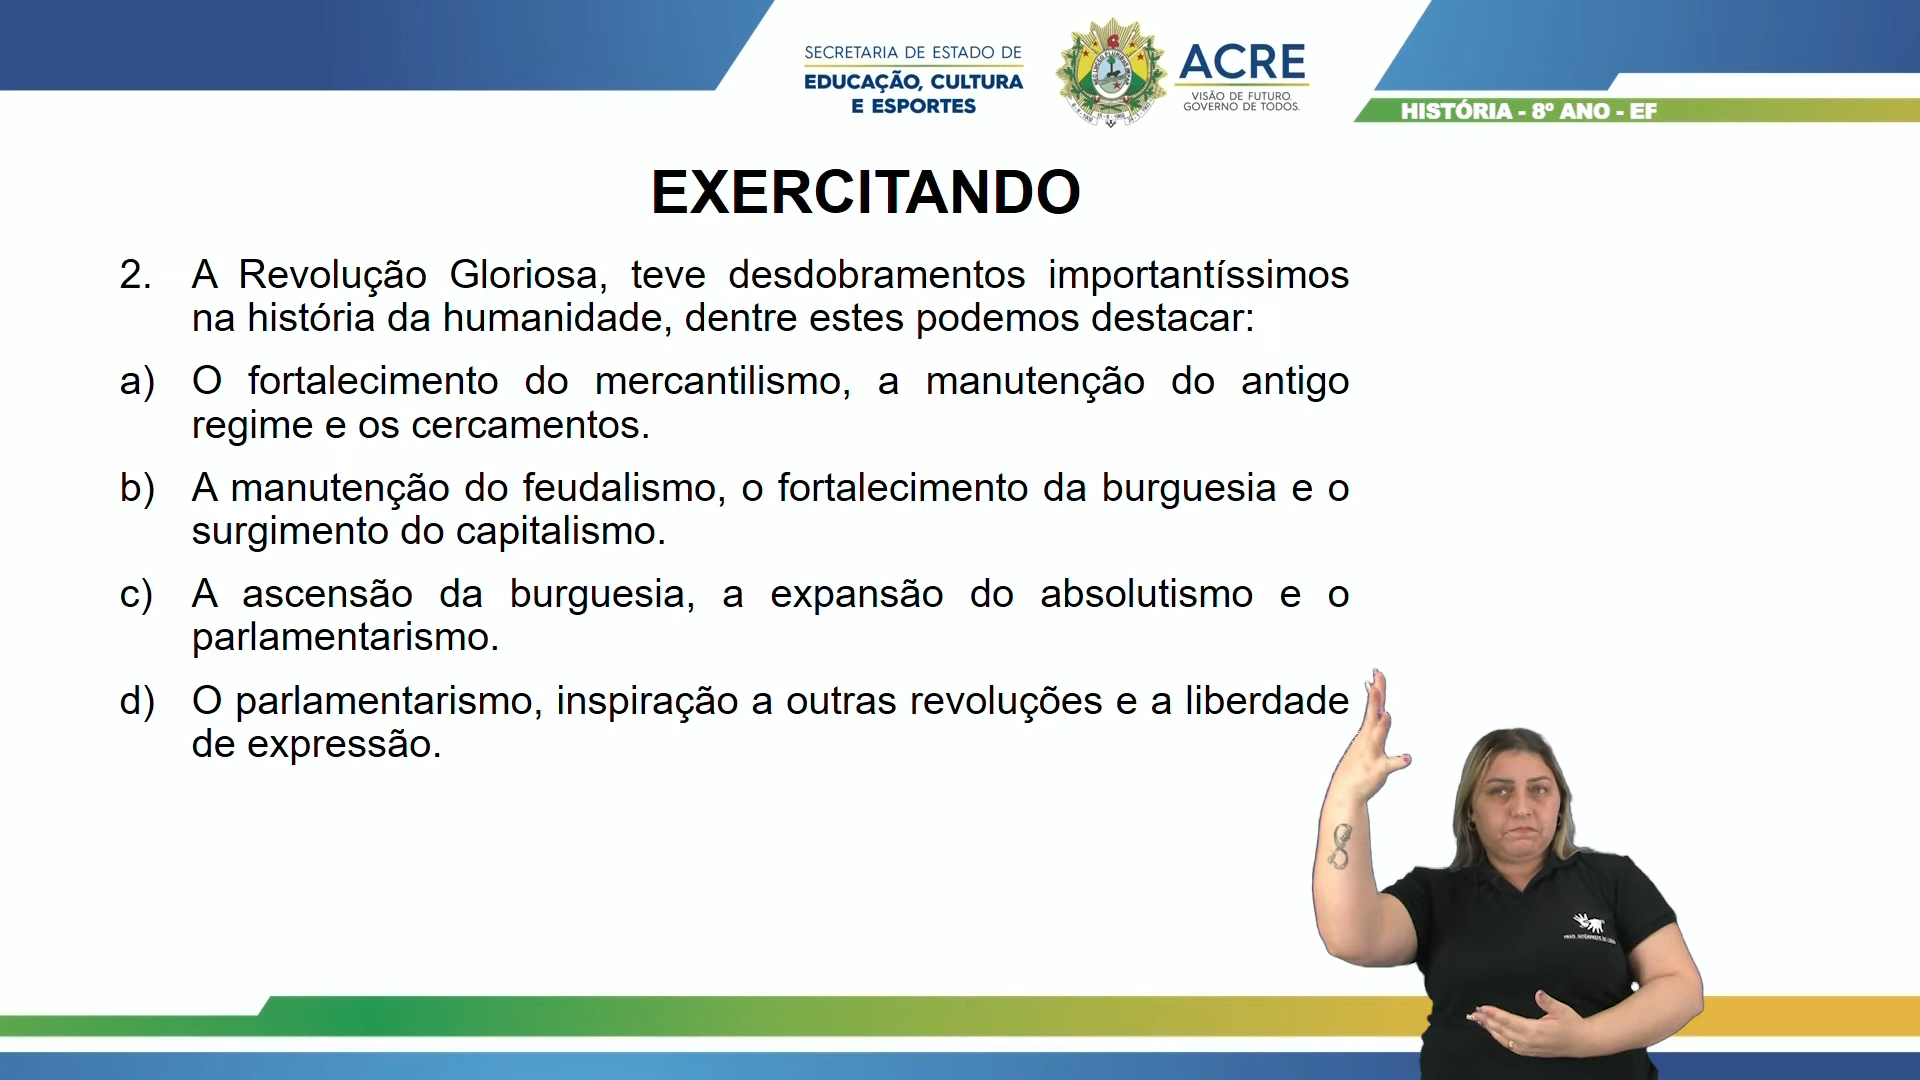 SECRETARIA DE ESTADO DE
EDUCAÇÃO, CULTURA
E ESPORTES
ACRE
VISÃO DE FUTURO.
GOVERNO DE TODOS.
HISTÓRIA - 8º ANO - EF
EXERCITANDO
2. A Revolução Gloriosa, teve desdobramentos importantíssimos
na história da humanidade, dentre estes podemos destacar:
a) O fortalecimento do mercantilismo, a manutenção do antigo
regime e os cercamentos.
b) A manutenção do feudalismo, o fortalecimento da burguesia e o
surgimento do capitalismo.
c) A ascensão da burguesia, a expansão do absolutismo e o
parlamentarismo.
d) O parlamentarismo, inspiração a outras revoluções e a liberdade
de expressão.